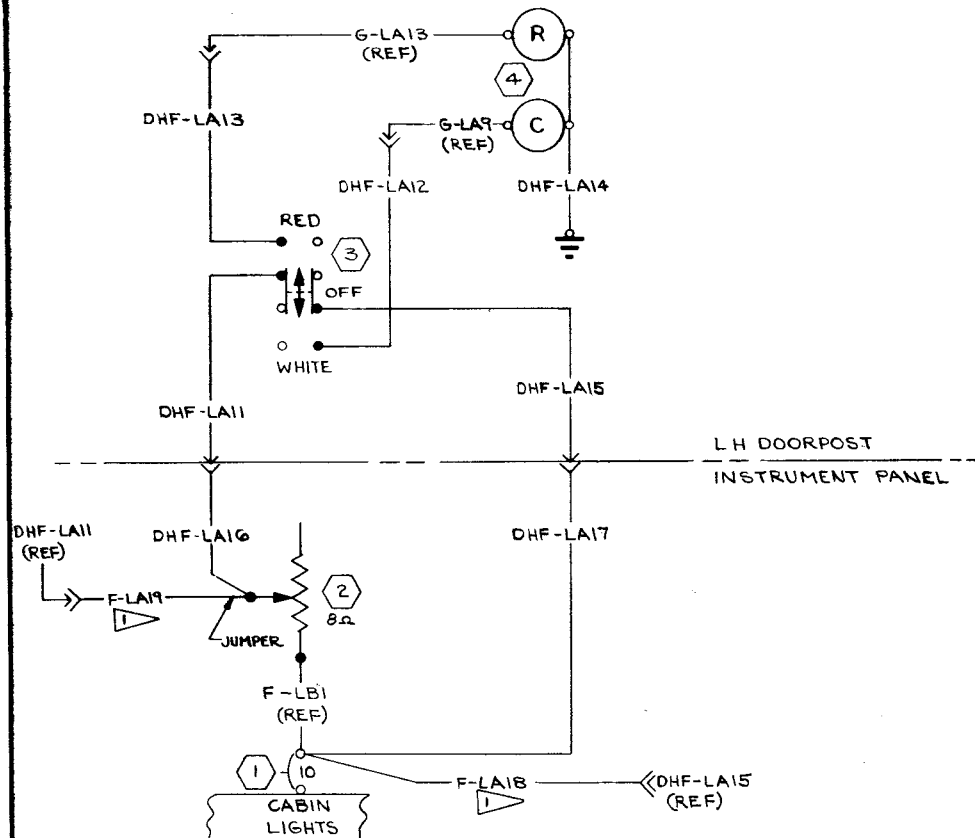 G-LA13
(REF)
R
4
C
DHF-LA13
G-LA9
(REF)
DHF-LA12
DHF-LA14
RED
3
OFF
WHITE
DHF-LA11
DHF-LA15
LH DOORPOST
INSTRUMENT PANEL
DHF-LA11
(REF)
DHF-LA16
DHF-LA17
F-LA19
1
2
8Ω
JUMPER
F-LB1
(REF)
1
10
F-LA18
1
DHF-LA15
(REF)
CABIN
LIGHTS